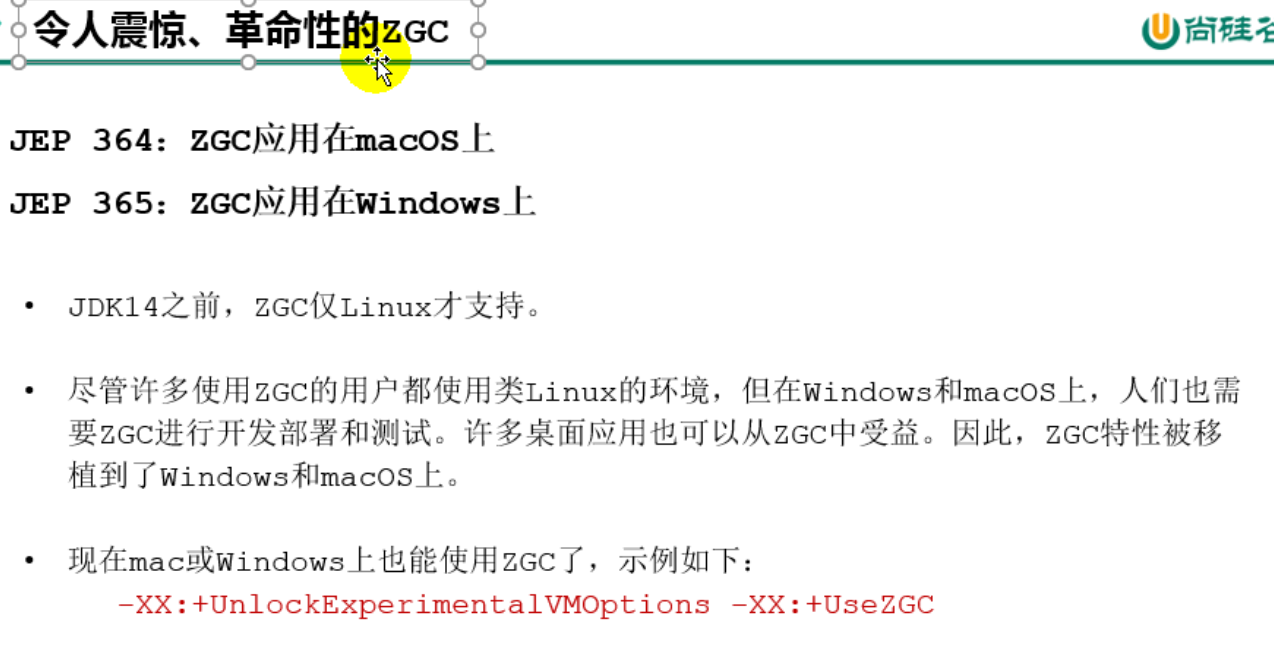 令人震惊、革命性的ZGC
尚硅谷
JEP 364：ZGC应用在macOS上
JEP 365：ZGC应用在Windows上
• JDK14之前，ZGC仅Linux才支持。
• 尽管许多使用ZGC的用户都使用类Linux的环境，但在Windows和macOS上，人们也需
要ZGC进行开发部署和测试。许多桌面应用也可以从ZGC中受益。因此，ZGC特性被移
植到了Windows和macOS上。
• 现在mac或Windows上也能使用ZGC了，示例如下：
-XX:+UnlockExperimentalVMOptions -XX:+UseZGC